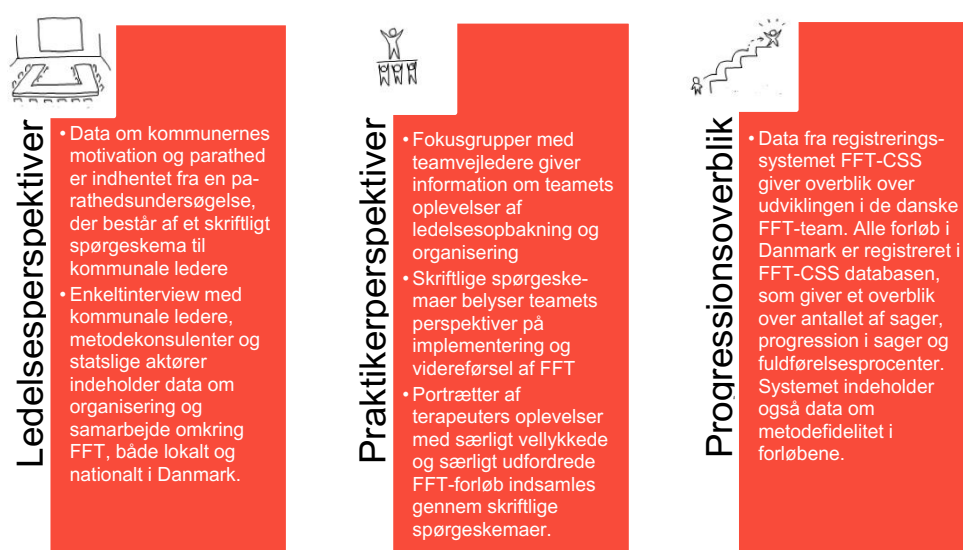 Ledelsesperspektiver
• Data om kommunernes
motivation og parathed
er indhentet fra en pa-
rathedsundersøgelse,
der består af et skriftligt
spørgeskema til
kommunale ledere
• Enkeltinterview med
kommunale ledere,
metodekonsulenter og
statslige aktører
indeholder data om
organisering og
samarbejde omkring
FFT, både lokalt og
nationalt i Danmark.
Praktikerperspektiver
• Fokusgrupper med
teamvejledere giver
information om teamets
oplevelser af
ledelsesopbakning og
organisering
• Skriftlige spørgeske-
maer belyser teamets
perspektiver på
implementering og
videreførsel af FFT
• Portrætter af
terapeuters oplevelser
med særligt vellykkede
og særligt udfordrede
FFT-forløb indsamles
gennem skriftlige
spørgeskemaer.
Progressionsoverblik
• Data fra registrerings-
systemet FFT-CSS
giver overblik over
udviklingen i de danske
FFT-team. Alle forløb i
Danmark er registreret i
FFT-CSS databasen,
som giver et overblik
over antallet af sager,
progression i sager og
fuldførelsesprocenter.
Systemet indeholder
også data om
metodefidelitet i
forløbene.